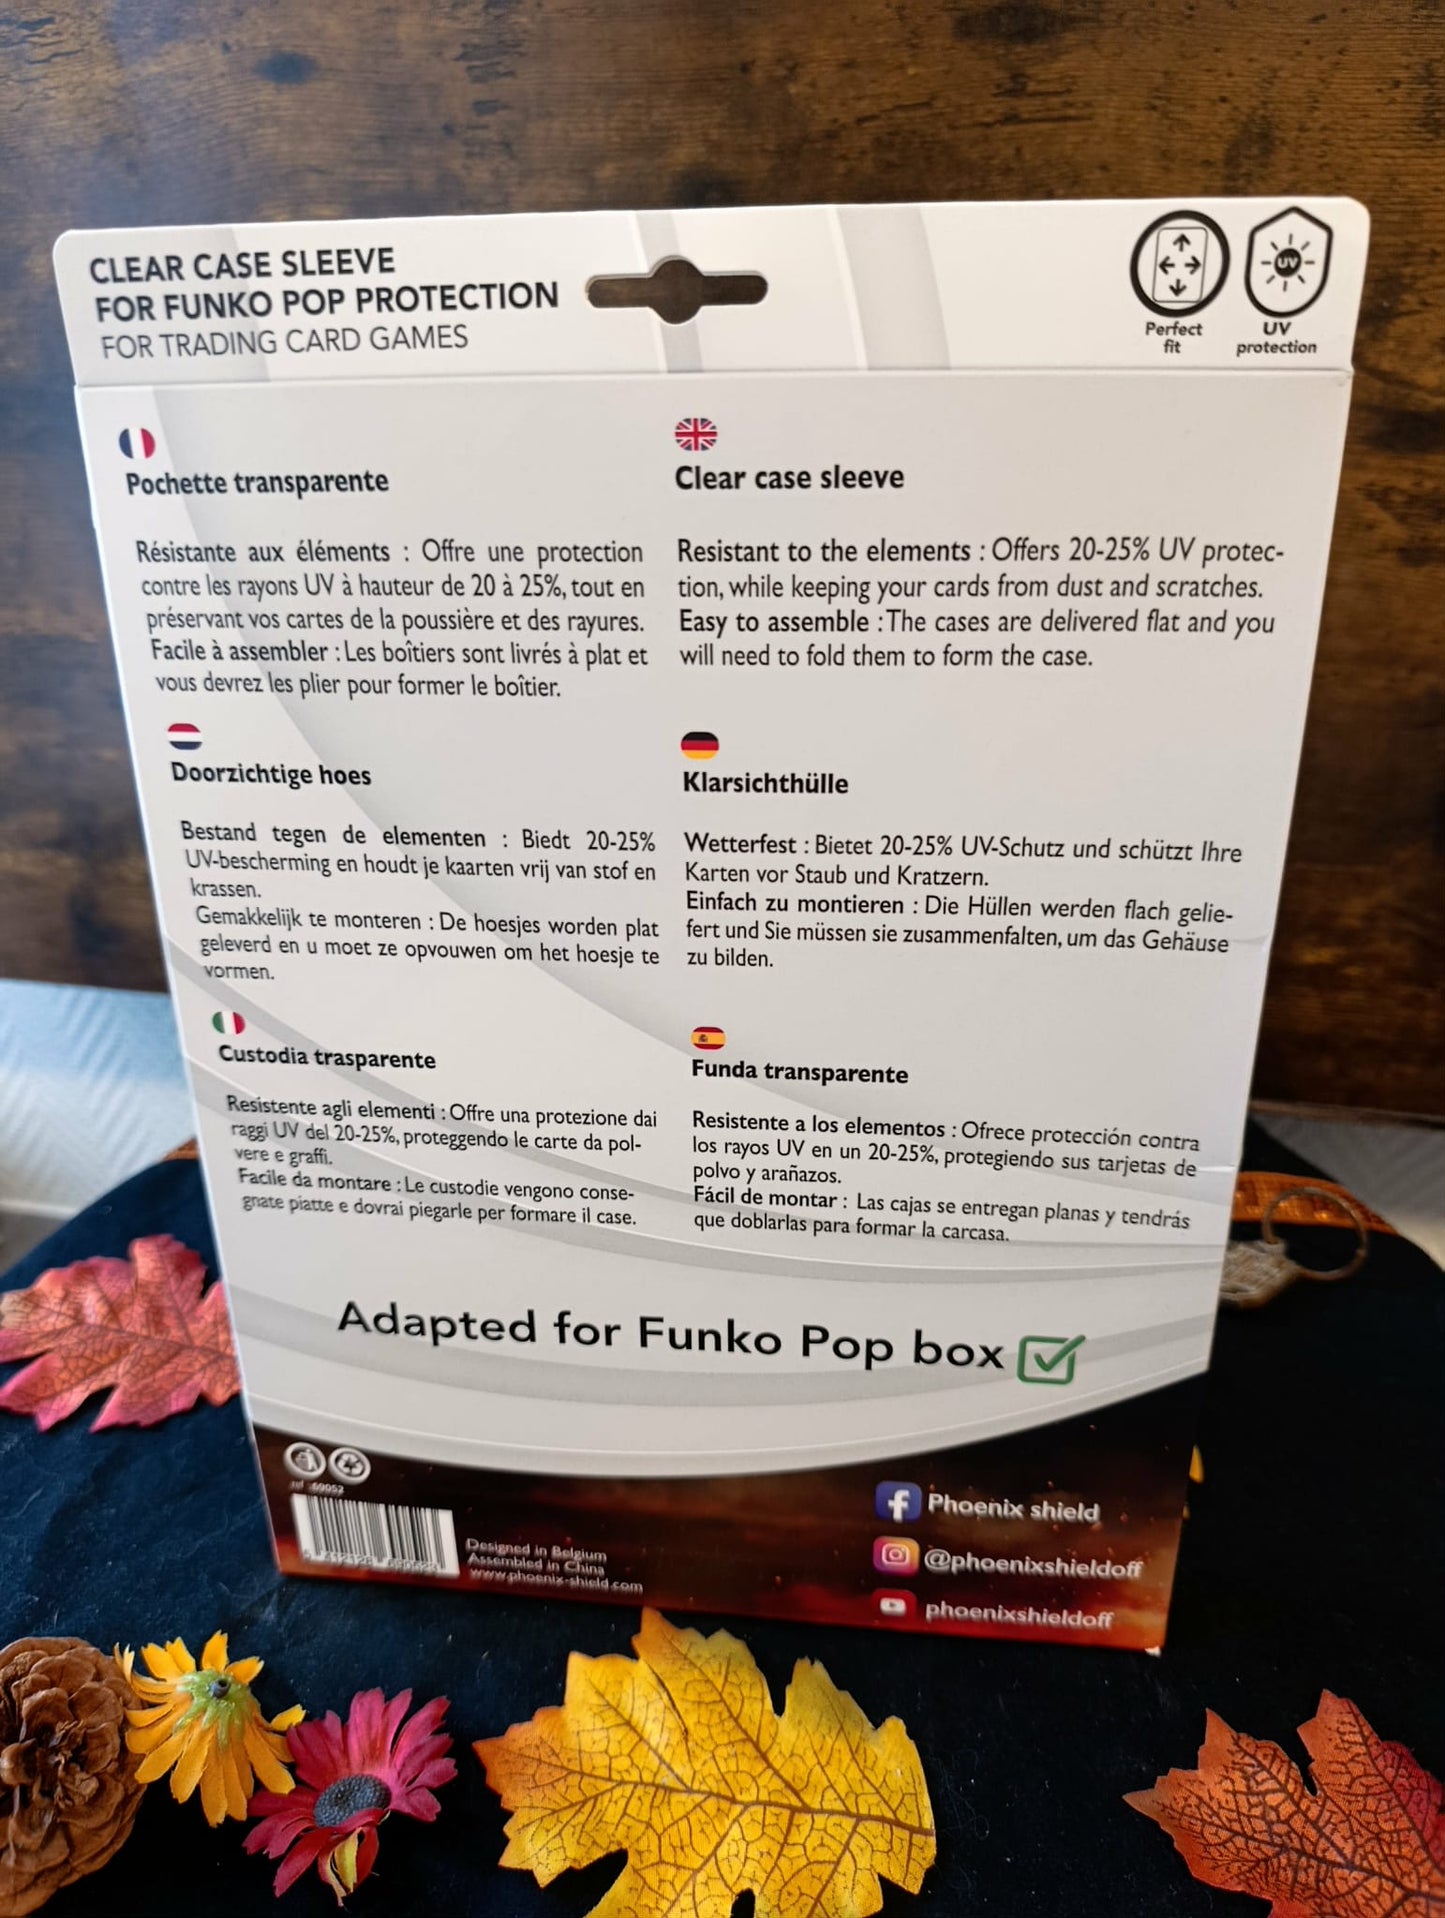 CLEAR CASE SLEEVE
FOR FUNKO POP PROTECTION
FOR TRADING CARD GAMES
Perfect
fit
UV
UV
protection
Pochette transparente
Résistante aux éléments : Offre une protection
contre les rayons UV à hauteur de 20 à 25%, tout en
préservant vos cartes de la poussière et des rayures.
Facile à assembler : Les boîtiers sont livrés à plat et
vous devrez les plier pour former le boîtier.
Clear case sleeve
Resistant to the elements : Offers 20-25% UV protec-
tion, while keeping your cards from dust and scratches.
Easy to assemble : The cases are delivered flat and you
will need to fold them to form the case.
Doorzichtige hoes
Bestand tegen de elementen : Biedt 20-25%
UV-bescherming en houdt je kaarten vrij van stof en
krassen.
Gemakkelijk te monteren : De hoesjes worden plat
geleverd en u moet ze opvouwen om het hoesje te
vormen.
Klarsichthülle
Wetterfest : Bietet 20-25% UV-Schutz und schützt Ihre
Karten vor Staub und Kratzern.
Einfach zu montieren : Die Hüllen werden flach gelie-
fert und Sie müssen sie zusammenfalten, um das Gehäuse
zu bilden.
Custodia trasparente
Resistente agli elementi : Offre una protezione dai
raggi UV del 20-25%, proteggendo le carte da pol-
vere e graffi.
Facile da montare : Le custodie vengono conse-
gnate piatte e dovrai piegarle per formare il case.
Funda transparente
Resistente a los elementos : Ofrece protección contra
los rayos UV en un 20-25%, protegiendo sus tarjetas de
polvo y arañazos.
Fácil de montar : Las cajas se entregan planas y tendrás
que doblarlas para formar la carcasa.
Adapted for Funko Pop box
Designed in Belgium
Assembled in China
www.phoenix-shield.com
Phoenix shield
@phoenixshieldoff
phoenixshieldoff